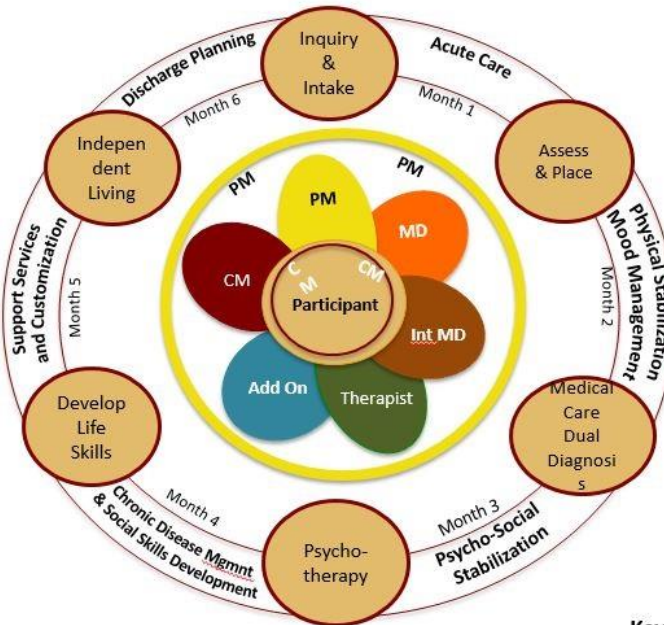 Inquiry
&
Intake
Acute Care
Month 1
Assess
& Place
Physical Stabilization
Mood Management
Month 2
Medical
Care
Dual
Diagnosi
s
Month 3
Psycho-Social
Stabilization
Psycho-
therapy
Month 4
Chronic Disease Mgmnt
& Social Skills Development
Develop
Life
Skills
Month 5
Support Services
and Customization
Indepen
dent
Living
Month 6
Discharge Planning
PM
PM
PM
MD
Int MD
Therapist
Add On
CM
C
M
CM
Participant